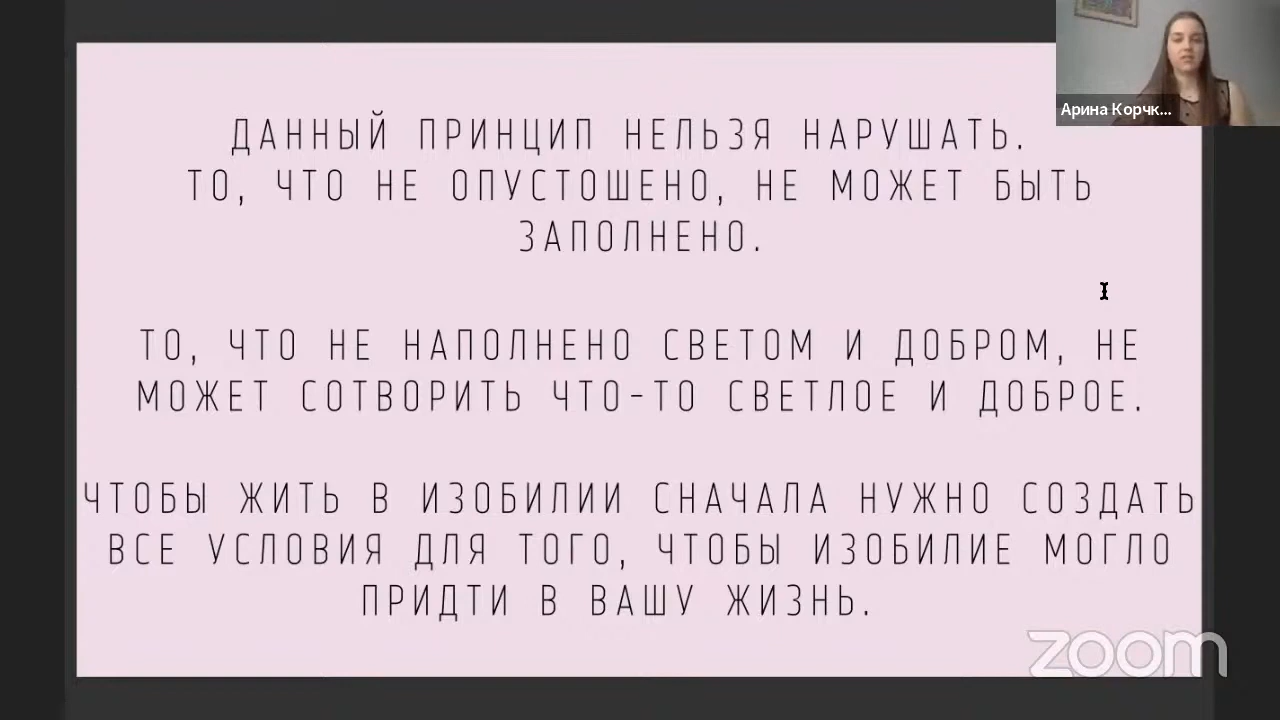 ДАННЫЙ ПРИНЦИП НЕЛЬЗЯ НАРУШАТЬ.
ТО, ЧТО НЕ ОПУСТОШЕНО, НЕ МОЖЕТ БЫТЬ
ЗАПОЛНЕНО.
ТО, ЧТО НЕ НАПОЛНЕНО СВЕТОМ И ДОБРОМ, НЕ
МОЖЕТ СОТВОРИТЬ ЧТО-ТО СВЕТЛОЕ И ДОБРОЕ.
ЧТОБЫ ЖИТЬ В ИЗОБИЛИИ СНАЧАЛА НУЖНО СОЗДАТЬ
ВСЕ УСЛОВИЯ ДЛЯ ТОГО, ЧТОБЫ ИЗОБИЛИЕ МОГЛО
ПРИДТИ В ВАШУ ЖИЗНЬ.
Арина Корчк...
zoom